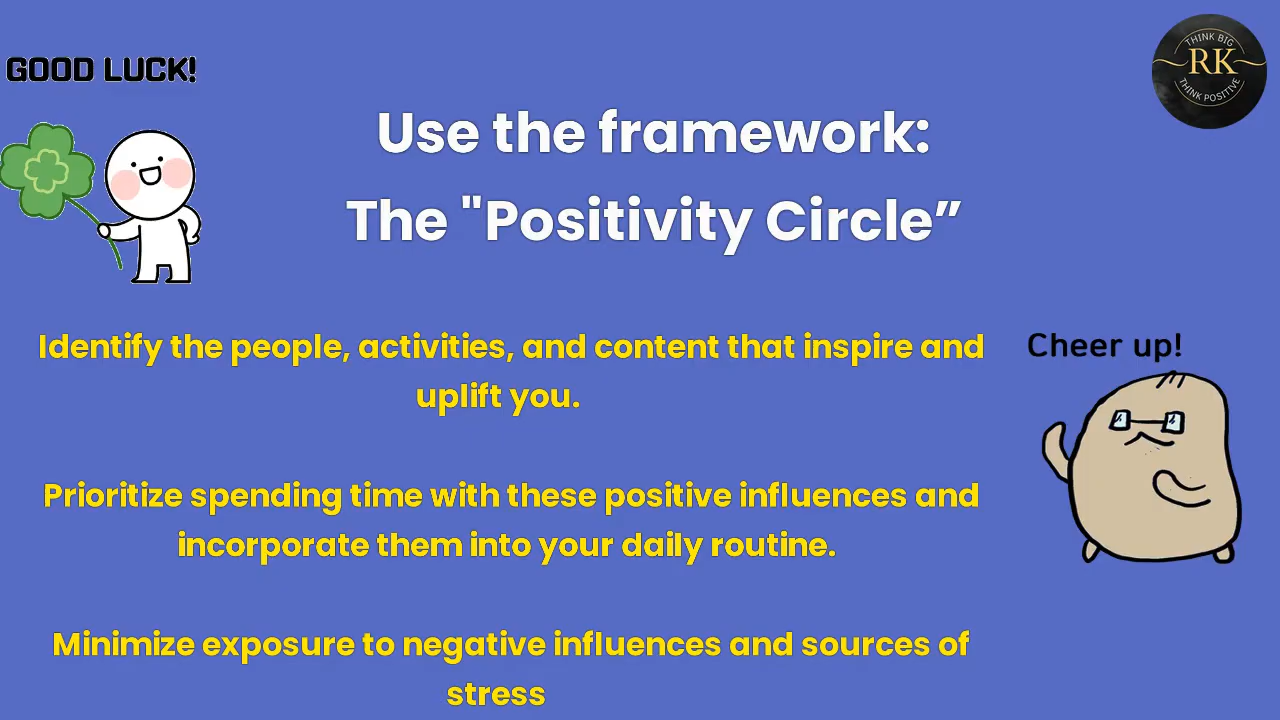 GOOD LUCK!
THINK BIG
RK
THINK POSITIVE
Use the framework:
The "Positivity Circle”
Identify the people, activities, and content that inspire and
uplift you.
Cheer up!
Prioritize spending time with these positive influences and
incorporate them into your daily routine.
Minimize exposure to negative influences and sources of
stress